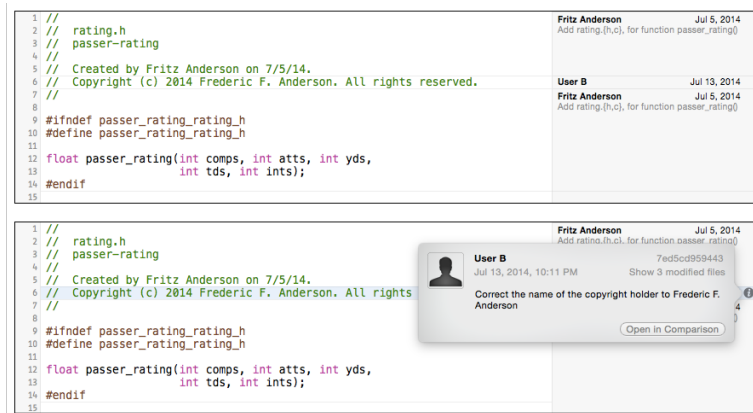 1 //
2 //  rating.h
3 //  passer-rating
4 //
5 //  Created by Fritz Anderson on 7/5/14.
6 //  Copyright (c) 2014 Frederic F. Anderson. All rights reserved.
7 //
8
9 #ifndef passer_rating_rating_h
10 #define passer_rating_rating_h
11
12 float passer_rating(int comps, int atts, int yds,
13                     int tds, int ints);
14 #endif
15
Fritz Anderson Jul 5, 2014
Add rating.{h,c}, for function passer_rating()
User B Jul 13, 2014
Fritz Anderson Jul 5, 2014
Add rating.{h,c}, for function passer_rating()
1 //
2 //  rating.h
3 //  passer-rating
4 //
5 //  Created by Fritz Anderson on 7/5/14.
6 //  Copyright (c) 2014 Frederic F. Anderson. All rights
7 //
8
9 #ifndef passer_rating_rating_h
10 #define passer_rating_rating_h
11
12 float passer_rating(int comps, int atts, int yds,
13                     int tds, int ints);
14 #endif
15
Fritz Anderson Jul 5, 2014
Add rating.{h,c}, for function passer_rating()
User B 7ed5cd959443
Jul 13, 2014, 10:11 PM Show 3 modified files
Correct the name of the copyright holder to Frederic F.
Anderson
Open in Comparison